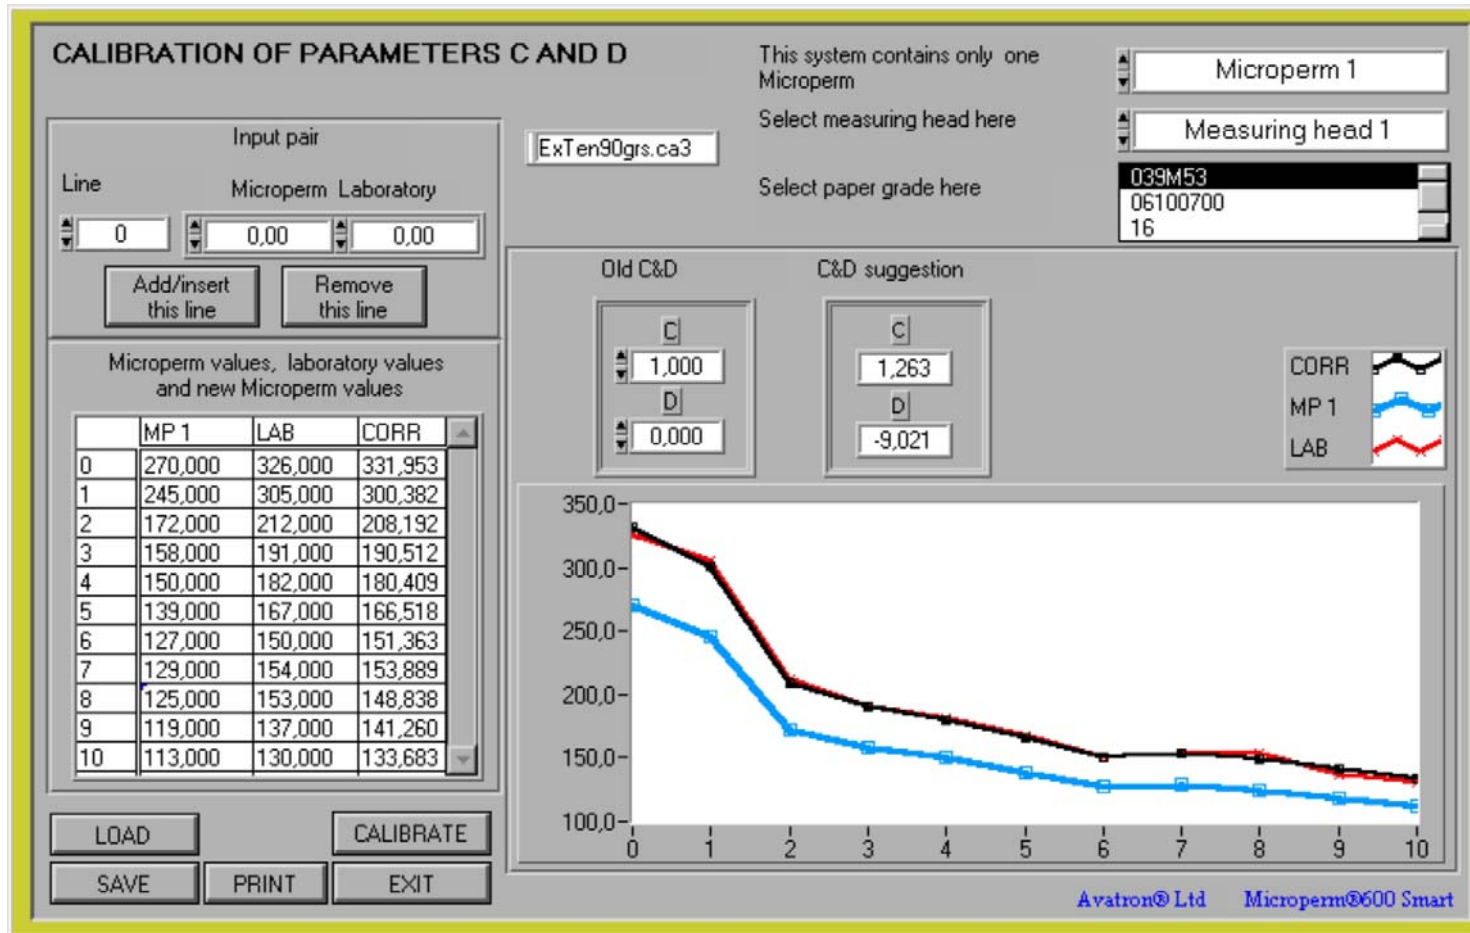 CALIBRATION OF PARAMETERS C AND D
This system contains only one
Microperm
Microperm 1
Select measuring head here
Measuring head 1
Input pair
ExTen90grs.ca3
Line
Microperm Laboratory
Select paper grade here
039M53
06100700
16
0 0,00 0,00
Add/insert
this line
Remove
this line
Old C&D
C&D suggestion
C
1,000
D
0,000
C
1,263
D
-9,021
CORR
MP 1
LAB
Microperm values, laboratory values
and new Microperm values
MP 1 LAB CORR
0 270,000 326,000 331,953
1 245,000 305,000 300,382
2 172,000 212,000 208,192
3 158,000 191,000 190,512
4 150,000 182,000 180,409
5 139,000 167,000 166,518
6 127,000 150,000 151,363
7 129,000 154,000 153,889
8 125,000 153,000 148,838
9 119,000 137,000 141,260
10 113,000 130,000 133,683
350,0
300,0
250,0
200,0
150,0
100,0
0 1 2 3 4 5 6 7 8 9 10
LOAD
CALIBRATE
SAVE
PRINT
EXIT
Avatron® Ltd Microperm®600 Smart